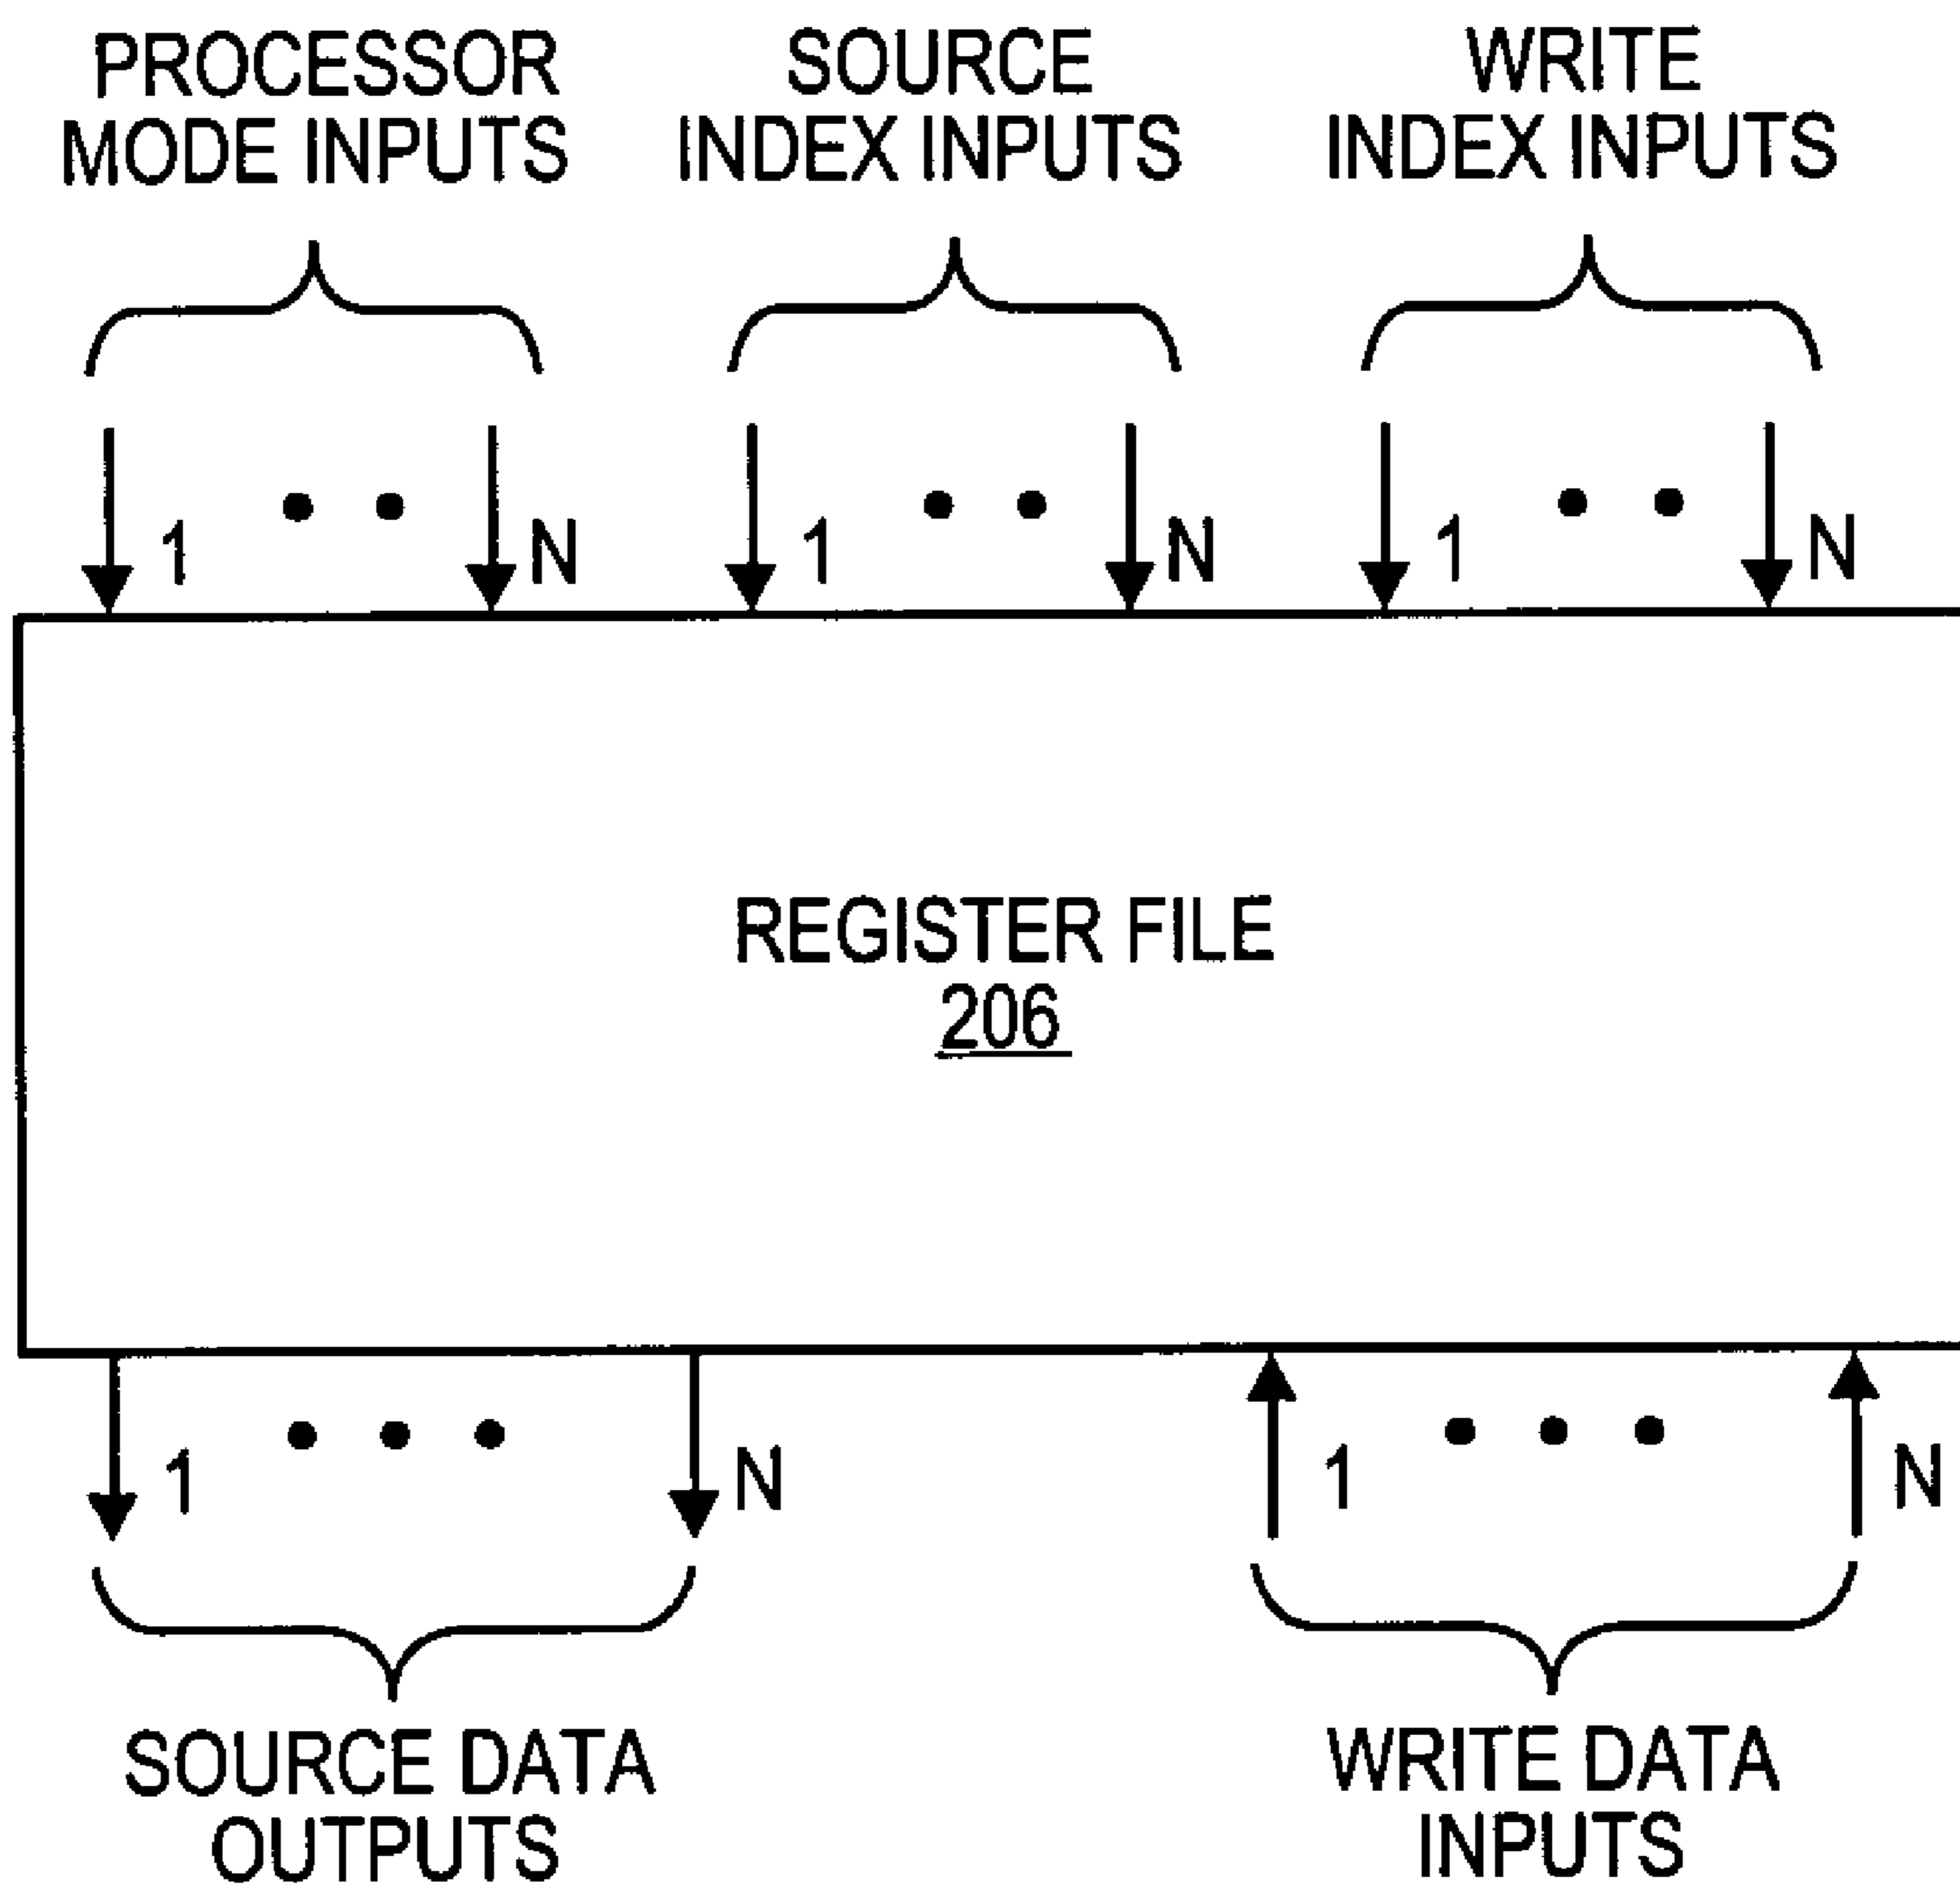 PROCESSOR
MODE INPUTS
SOURCE
INDEX INPUTS
WRITE
INDEX INPUTS
1 N 1 N 1 N
REGISTER FILE
206
1 N 1 N
SOURCE DATA
OUTPUTS
WRITE DATA
INPUTS